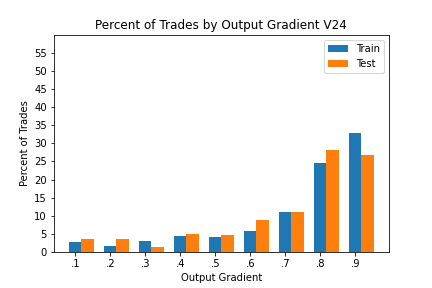 Percent of Trades by Output Gradient V24
Train
Test
55
50
45
40
35
30
25
20
15
10
5
0
Percent of Trades
.1 .2 .3 .4 .5 .6 .7 .8 .9
Output Gradient